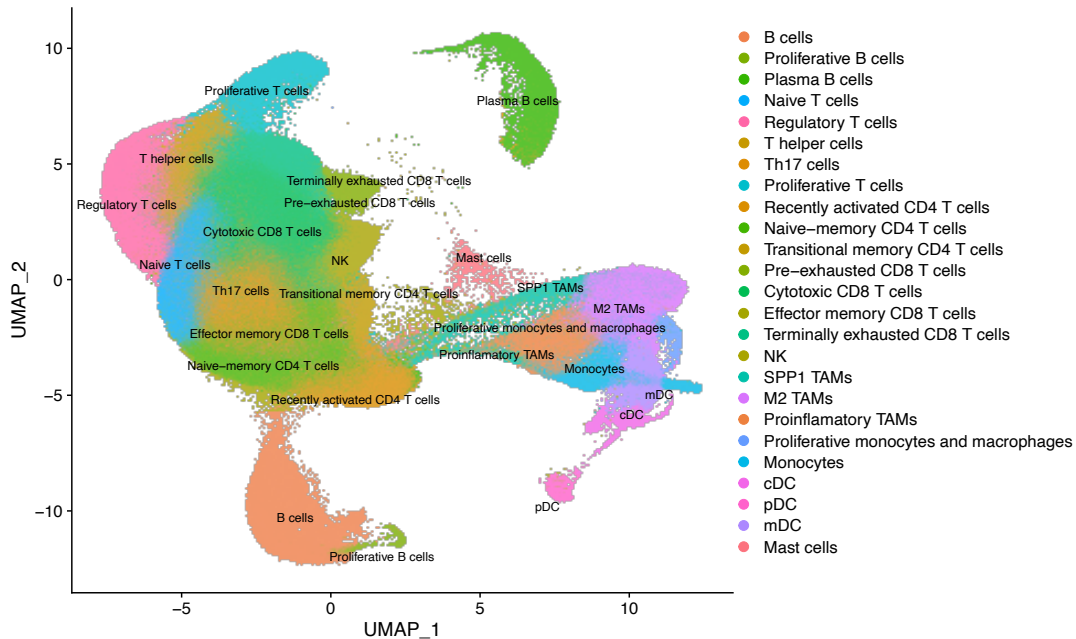 10
5
0
−5
−10
UMAP_2
−5
0
5
10
UMAP_1
Proliferative T cells
Plasma B cells
T helper cells
Terminally exhausted CD8 T cells
Regulatory T cells
Pre−exhausted CD8 T cells
Cytotoxic CD8 T cells
Naive T cells
NK
Mast cells
Th17 cells
Transitional memory CD4 T cells
SPP1 TAMs
M2 TAMs
Effector memory CD8 T cells
Proliferative monocytes and macrophages
Naive−memory CD4 T cells
Proinflamatory TAMs
Monocytes
Recently activated CD4 T cells
mDC
cDC
pDC
B cells
Proliferative B cells
B cells
Proliferative B cells
Plasma B cells
Naive T cells
Regulatory T cells
T helper cells
Th17 cells
Proliferative T cells
Recently activated CD4 T cells
Naive−memory CD4 T cells
Transitional memory CD4 T cells
Pre−exhausted CD8 T cells
Cytotoxic CD8 T cells
Effector memory CD8 T cells
Terminally exhausted CD8 T cells
NK
SPP1 TAMs
M2 TAMs
Proinflamatory TAMs
Proliferative monocytes and macrophages
Monocytes
cDC
pDC
mDC
Mast cells